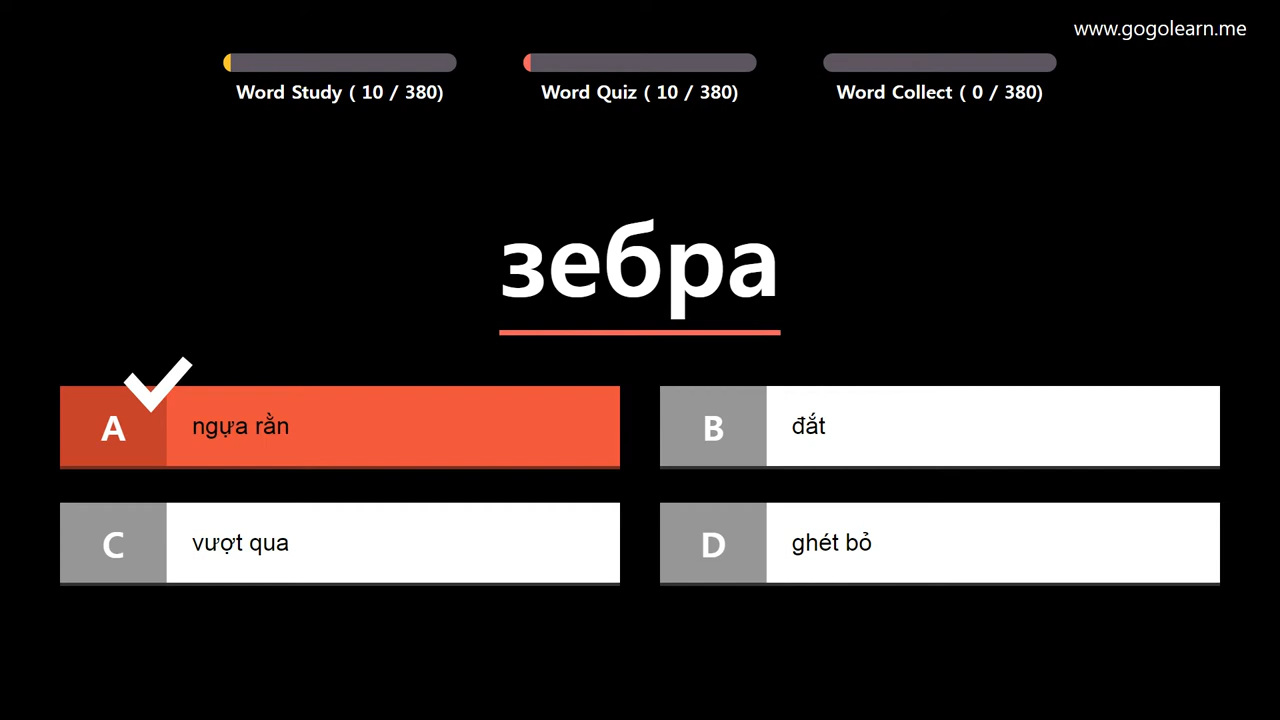 www.gogolearn.me
Word Study ( 10 / 380)
Word Quiz ( 10 / 380)
Word Collect ( 0 / 380)
зебра
A ngựa rằn
B đắt
C vượt qua
D ghét bỏ